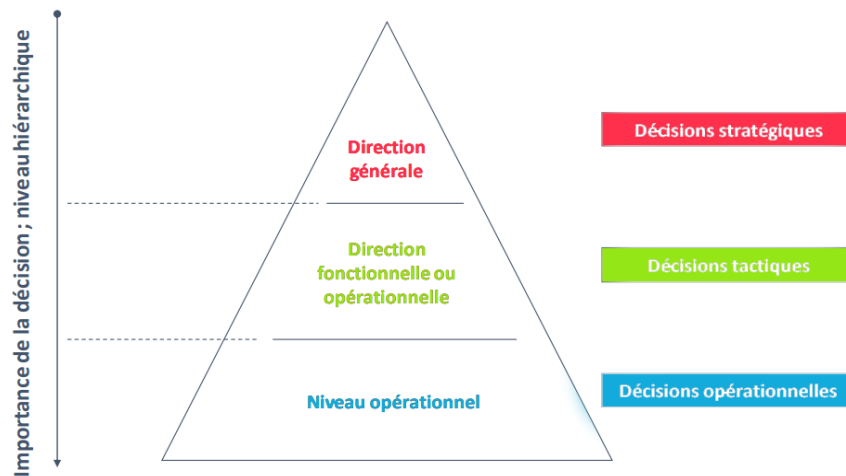 Importance de la décision ; niveau hiérarchique
Direction
générale
Décisions stratégiques
Direction
fonctionnelle ou
opérationnelle
Décisions tactiques
Niveau opérationnel
Décisions opérationnelles